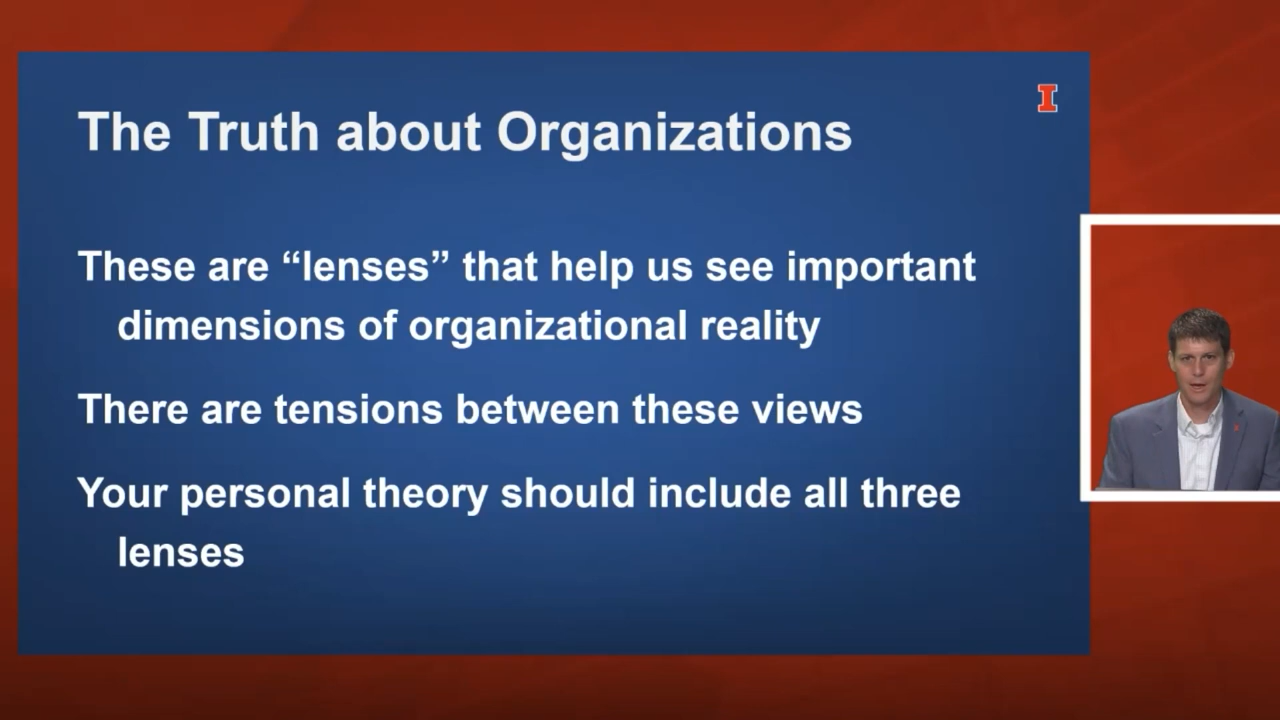 I
The Truth about Organizations
These are “lenses” that help us see important
dimensions of organizational reality
There are tensions between these views
Your personal theory should include all three
lenses